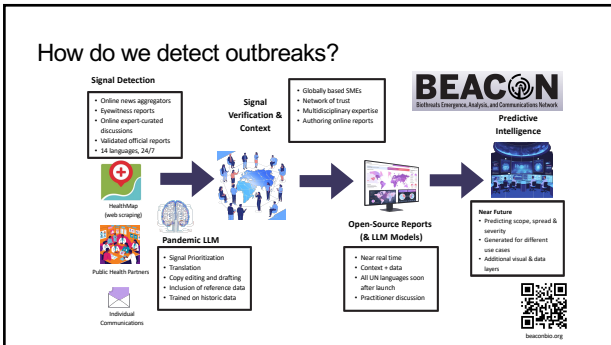 How do we detect outbreaks?
Signal Detection
• Online news aggregators
• Eyewitness reports
• Online expert-curated
discussions
• Validated official reports
• 14 languages, 24/7
HealthMap
(web scraping)
Public Health Partners
Individual
Communications
Pandemic LLM
• Signal Prioritization
• Translation
• Copy editing and drafting
• Inclusion of reference data
• Trained on historic data
Signal
Verification &
Context
• Globally based SMEs
• Network of trust
• Multidisciplinary expertise
• Authoring online reports
Open-Source Reports
(& LLM Models)
• Near real time
• Context + data
• All UN languages soon
after launch
• Practitioner discussion
BEACON
Biothreats Emergence, Analysis, and Communications Network
Predictive
Intelligence
Near Future
• Predicting scope, spread &
severity
• Generated for different
use cases
• Additional visual & data
layers
beaconbio.org